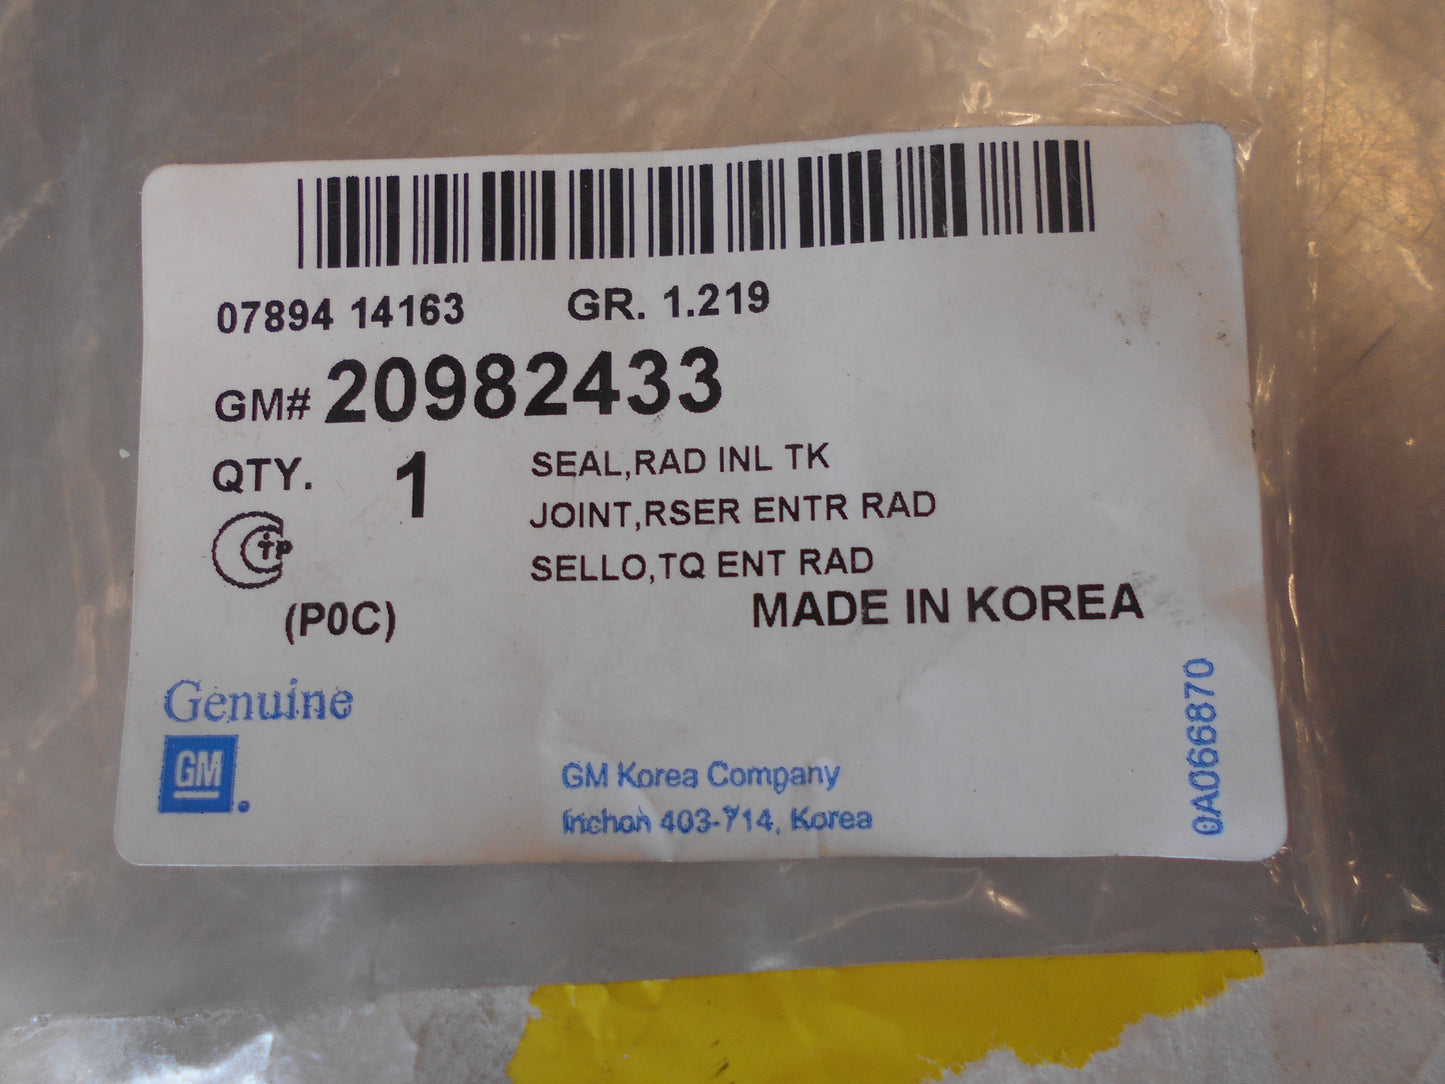 07894 14163 GR. 1.219
GM# 20982433
QTY. 1
SEAL,RAD INL TK
JOINT,RSER ENTR RAD
SELLO,TQ ENT RAD
(P0C)
MADE IN KOREA
Genuine
GM
GM Korea Company
Inchon 403-714, Korea
0A066870